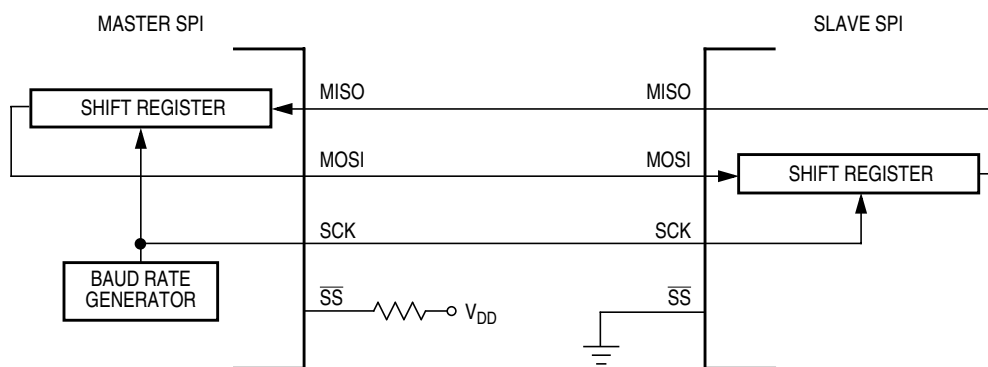 MASTER SPI
SLAVE SPI
SHIFT REGISTER
MISO
MISO
MOSI
MOSI
SHIFT REGISTER
SCK
SCK
BAUD RATE
GENERATOR
SS
V_DD
SS